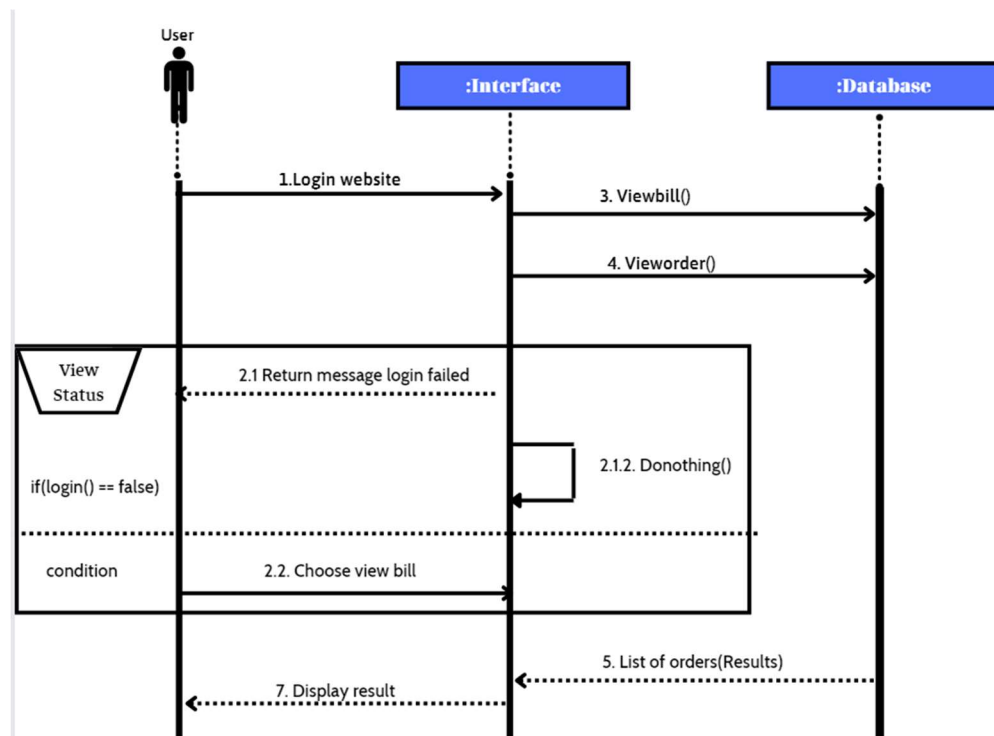 User
:Interface
:Database
1.Login website
3. Viewbill()
4. Vieworder()
View
Status
2.1 Return message login failed
2.1.2. Donothing()
if(login() == false)
condition
2.2. Choose view bill
5. List of orders(Results)
7. Display result